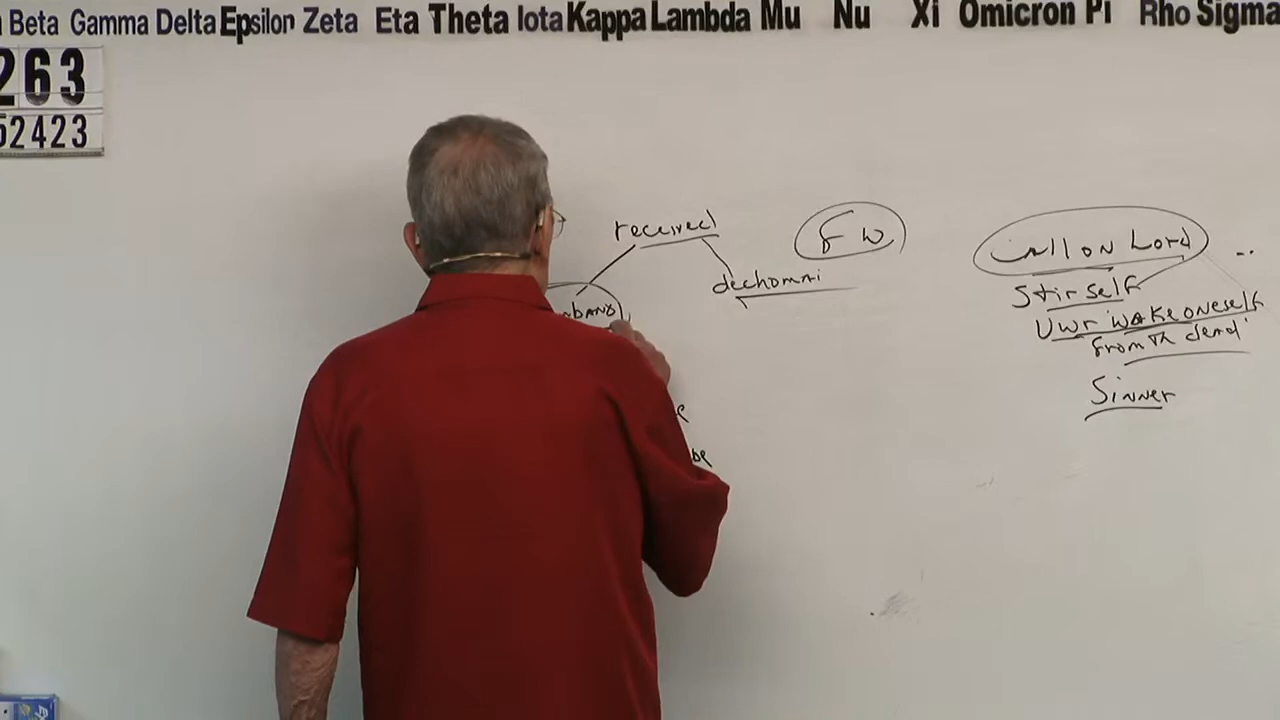 Beta Gamma Delta Epsilon Zeta Eta Theta Iota Kappa Lambda Mu Nu Xi Omicron Pi Rho Sigma
263
52423
received
dechomai
F W
Call on Lord
Stir self
Uwr wake oneself
from th dead
Sinner